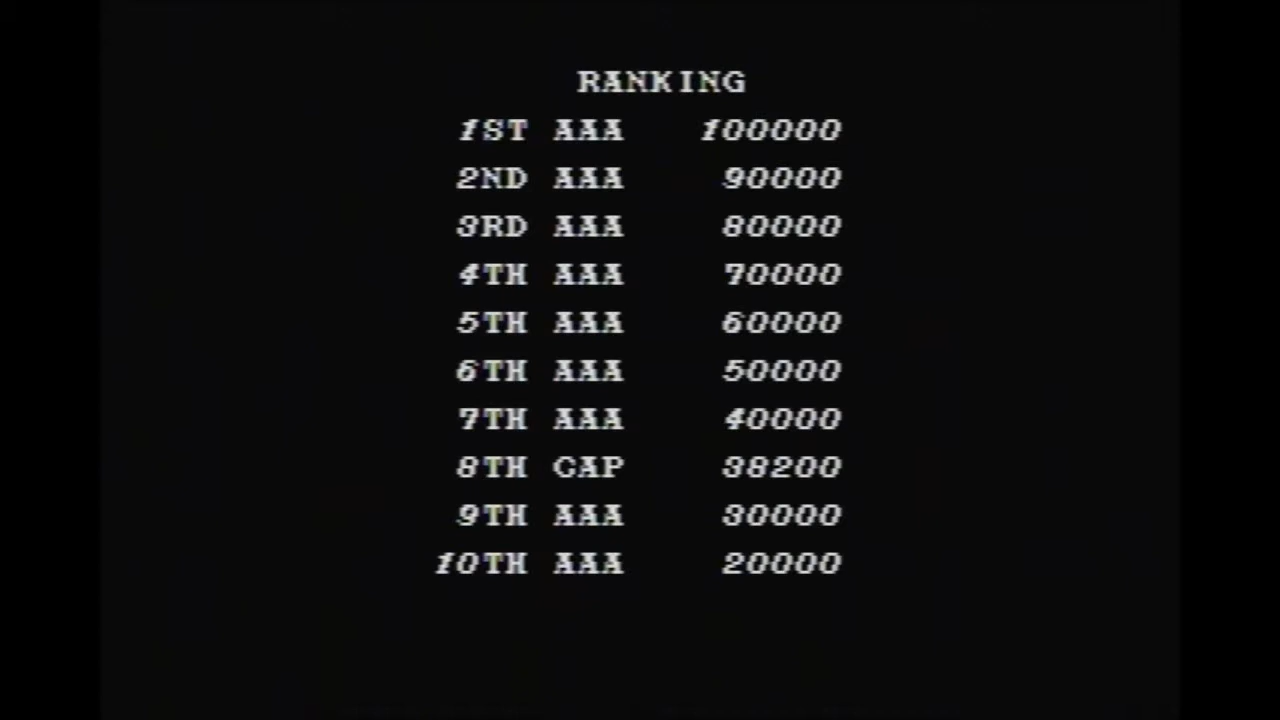 RANKING
1ST AAA 100000
2ND AAA 90000
3RD AAA 80000
4TH AAA 70000
5TH AAA 60000
6TH AAA 50000
7TH AAA 40000
8TH CAP 38200
9TH AAA 30000
10TH AAA 20000